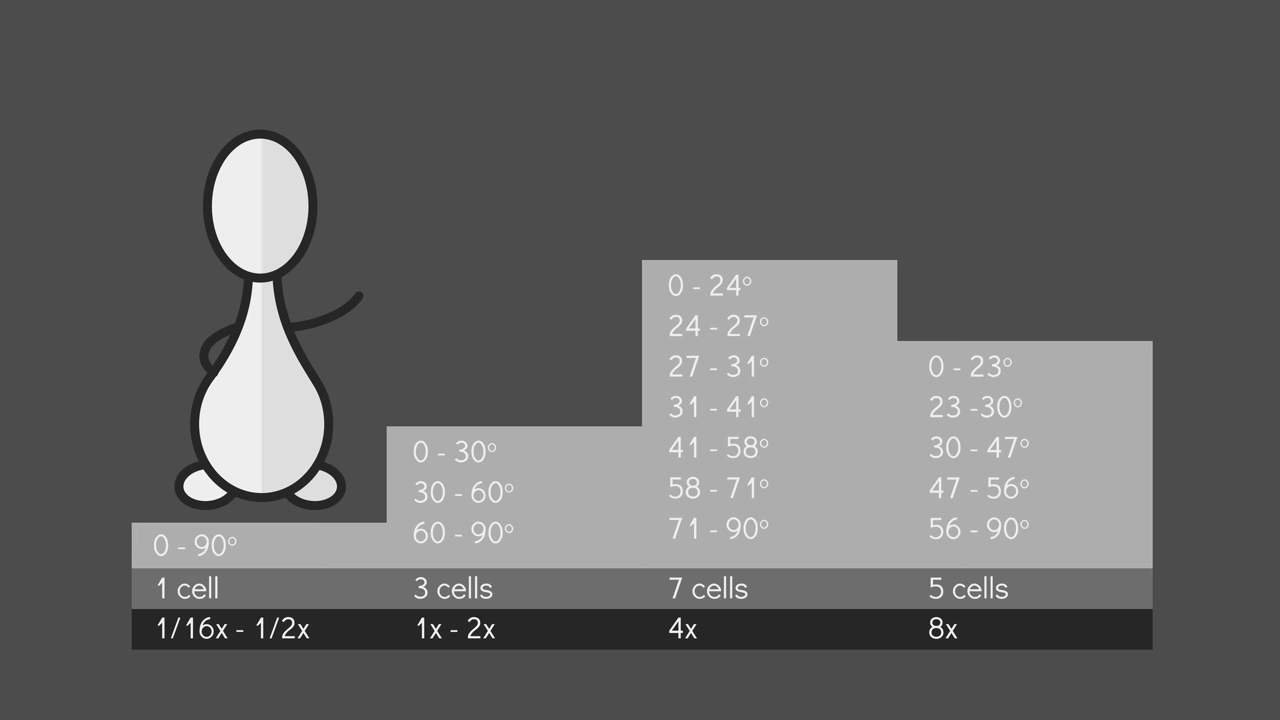 0 - 90°
1 cell
1/16x - 1/2x
0 - 30°
30 - 60°
60 - 90°
3 cells
1x - 2x
0 - 24°
24 - 27°
27 - 31°
31 - 41°
41 - 58°
58 - 71°
71 - 90°
7 cells
4x
0 - 23°
23 -30°
30 - 47°
47 - 56°
56 - 90°
5 cells
8x